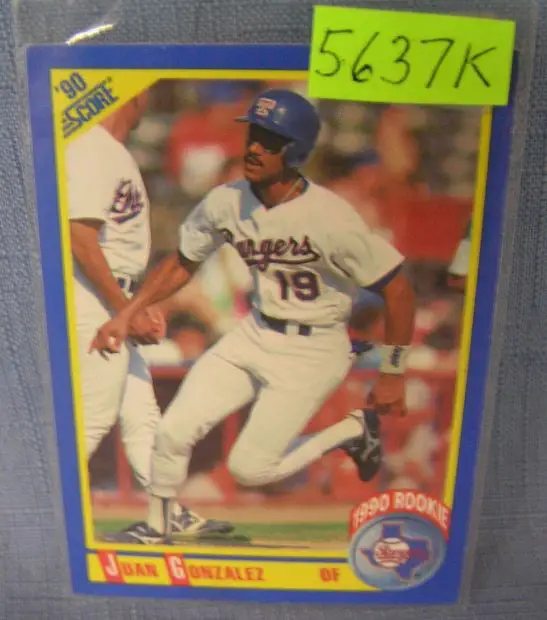 5637K
'90
SCORE
Rangers
19
1990 ROOKIE
JUAN GONZALEZ OF